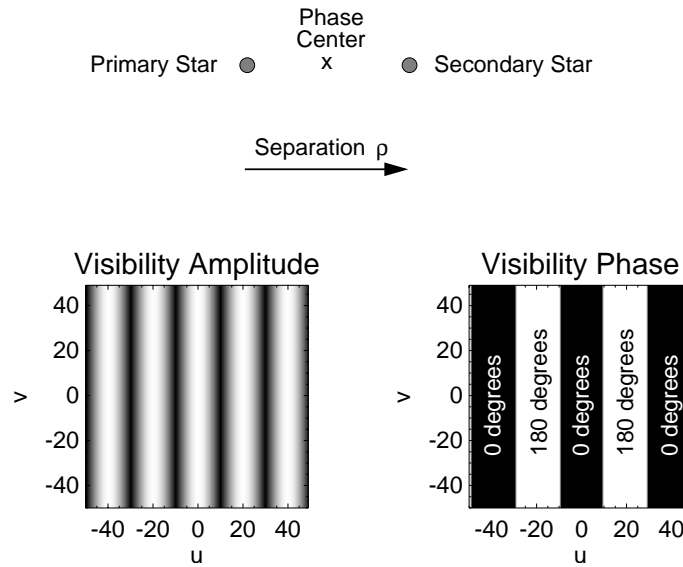 Phase
Center
Primary Star
x
Secondary Star
Separation ρ
Visibility Amplitude
40
20
0
-20
-40
v
-40 -20 0 20 40
u
Visibility Phase
40
20
0
-20
-40
v
0 degrees
180 degrees
0 degrees
180 degrees
0 degrees
-40 -20 0 20 40
u